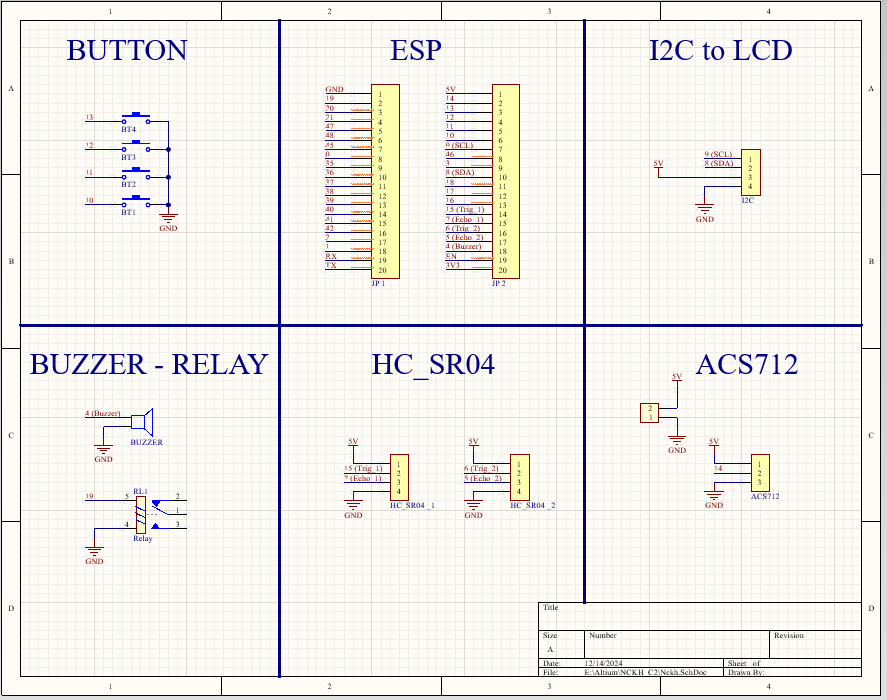 1 2 3 4
BUTTON
ESP
I2C to LCD
A A
13
BT4
12
BT3
11
BT2
10
BT1
GND
GND 1
19 2
20 3
21 4
47 5
48 6
45 7
0 8
35 9
36 10
37 11
38 12
39 13
40 14
41 15
42 16
2 17
1 18
RX 19
TX 20
JP 1
5V 1
14 2
13 3
12 4
11 5
10 6
9 (SCL) 7
46 8
3 9
8 (SDA) 10
18 11
17 12
16 13
15 (Trig_1) 14
7 (Echo_1) 15
6 (Trig_2) 16
5 (Echo_2) 17
4 (Buzzer) 18
EN 19
3V3 20
JP 2
9 (SCL) 1
8 (SDA) 2
5V 3
4
I2C
GND
B B
BUZZER - RELAY
HC_SR04
ACS712
4 (Buzzer)
BUZZER
GND
RL1
19 5 2
1
4 3
Relay
GND
5V
1
15 (Trig_1) 2
7 (Echo_1) 3
4
HC_SR04 _1
GND
5V
1
6 (Trig_2) 2
5 (Echo_2) 3
4
HC_SR04 _2
GND
5V
2
1
GND
5V
1
14 2
3
ACS712
GND
C C
D D
Title
Size Number Revision
A
Date: 12/14/2024 Sheet of
File: E:\Altium\NCKH_C2\Nckh.SchDoc Drawn By:
1 2 3 4